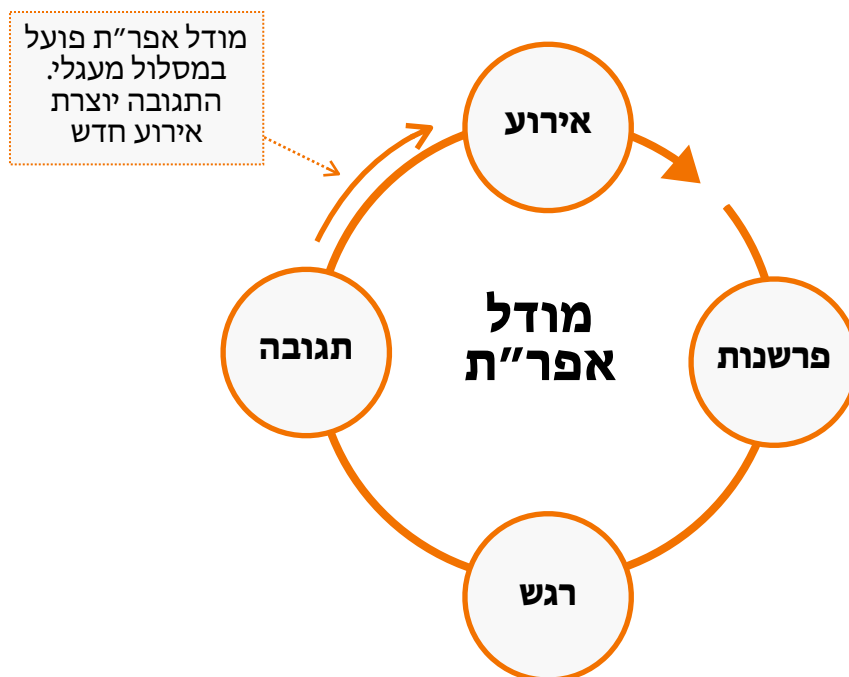 מודל אפר״ת פועל
במסלול מעגלי.
התגובה יוצרת
אירוע חדש
אירוע
מודל
אפר״ת
פרשנות
תגובה
רגש